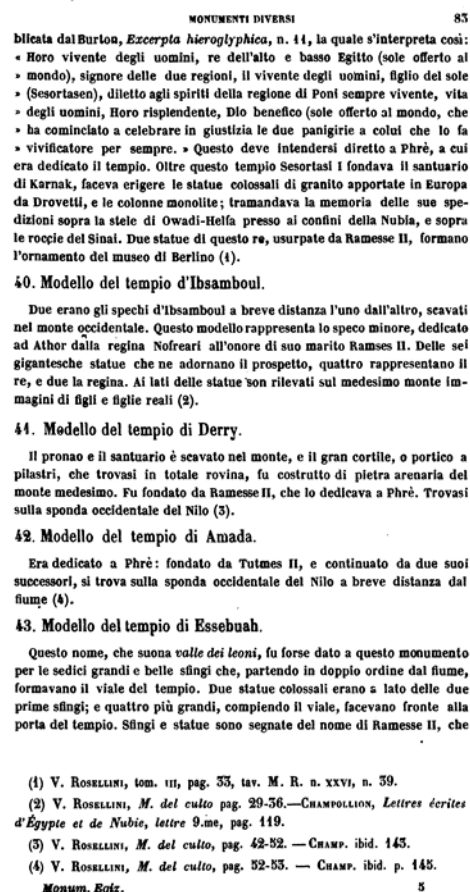 MONUMENTI DIVERSI 83
blicata dal Burton, Excerpta hieroglyphica, n. 11, la quale s'interpreta così:
« Horo vivente degli uomini, re dell'alto e basso Egitto (sole offerto al
» mondo), signore delle due regioni, il vivente degli uomini, figlio del sole
» (Sesortasen), diletto agli spiriti della regione di Poni sempre vivente, vita
» degli uomini, Horo risplendente, Dio benefico (sole offerto al mondo, che
» ha cominciato a celebrare in giustizia le due panigirie a colui che lo fa
» vivificatore per sempre. » Questo deve intendersi diretto a Phrè, a cui
era dedicato il tempio. Oltre questo tempio Sesortasi I fondava il santuario
di Karnak, faceva erigere le statue colossali di granito apportate in Europa
da Drovetti, e le colonne monolite; tramandava la memoria delle sue spe-
dizioni sopra la stele di Owadi-Helfa presso ai confini della Nubia, e sopra
le roccie del Sinai. Due statue di questo re, usurpate da Ramesse II, formano
l'ornamento del museo di Berlino (1).
40. Modello del tempio d'Ibsamboul.
Due erano gli spechi d'Ibsamboul a breve distanza l'uno dall'altro, scavati
nel monte occidentale. Questo modello rappresenta lo speco minore, dedicato
ad Athor dalla regina Nofreari all'onore di suo marito Ramses II. Delle sei
gigantesche statue che ne adornano il prospetto, quattro rappresentano il
re, e due la regina. Ai lati delle statue son rilevati sul medesimo monte im-
magini di figli e figlie reali (2).
41. Modello del tempio di Derry.
Il pronao e il santuario è scavato nel monte, e il gran cortile, o portico a
pilastri, che trovasi in totale rovina, fu costrutto di pietra arenaria del
monte medesimo. Fu fondato da Ramesse II, che lo dedicava a Phrè. Trovasi
sulla sponda occidentale del Nilo (3).
42. Modello del tempio di Amada.
Era dedicato a Phrè: fondato da Tutmes II, e continuato da due suoi
successori, si trova sulla sponda occidentale del Nilo a breve distanza dal
fiume (4).
43. Modello del tempio di Essebuah.
Questo nome, che suona valle dei leoni, fu forse dato a questo monumento
per le sedici grandi e belle sfingi che, partendo in doppio ordine dal fiume,
formavano il viale del tempio. Due statue colossali erano a lato delle due
prime sfingi; e quattro più grandi, compiendo il viale, facevano fronte alla
porta del tempio. Sfingi e statue sono segnate del nome di Ramesse II, che
(1) V. ROSELLINI, tom. III, pag. 33, tav. M. R. n. XXVI, n. 39.
(2) V. ROSELLINI, M. del culto pag. 29-36.—CHAMPOLLION, Lettres écrites
d'Égypte et de Nubie, lettre 9.me, pag. 119.
(3) V. ROSELLINI, M. del culto, pag. 42-52. — CHAMP. ibid. 143.
(4) V. ROSELLINI, M. del culto, pag. 52-53. — CHAMP. ibid. p. 145.
Monum. Egiz. 5